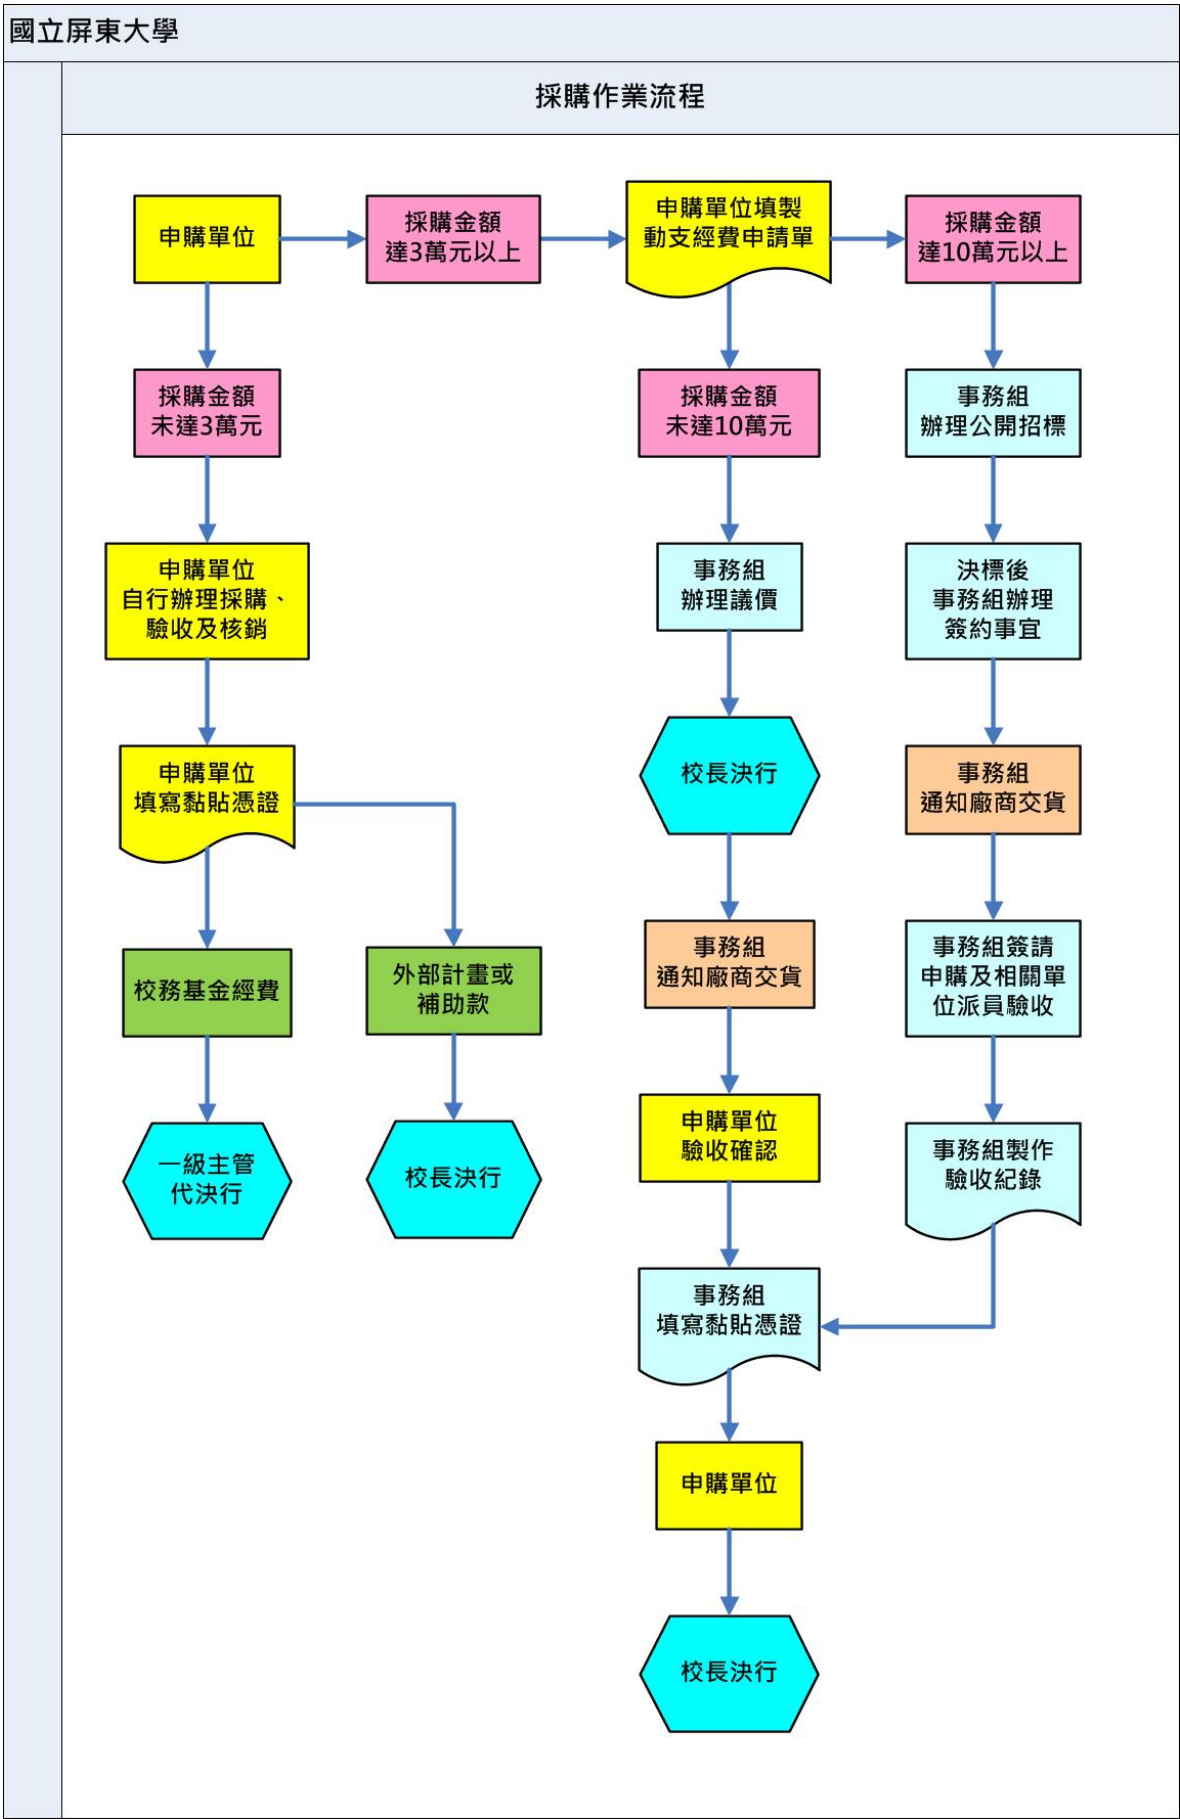 國立屏東大學
採購作業流程
申購單位
採購金額
達3萬元以上
申購單位填製
動支經費申請單
採購金額
達10萬元以上
採購金額
未達3萬元
採購金額
未達10萬元
事務組
辦理公開招標
申購單位
自行辦理採購、
驗收及核銷
事務組
辦理議價
決標後
事務組辦理
簽約事宜
申購單位
填寫黏貼憑證
校長決行
事務組
通知廠商交貨
校務基金經費
外部計畫或
補助款
事務組
通知廠商交貨
事務組簽請
申購及相關單
位派員驗收
一級主管
代決行
校長決行
申購單位
驗收確認
事務組製作
驗收紀錄
事務組
填寫黏貼憑證
申購單位
校長決行